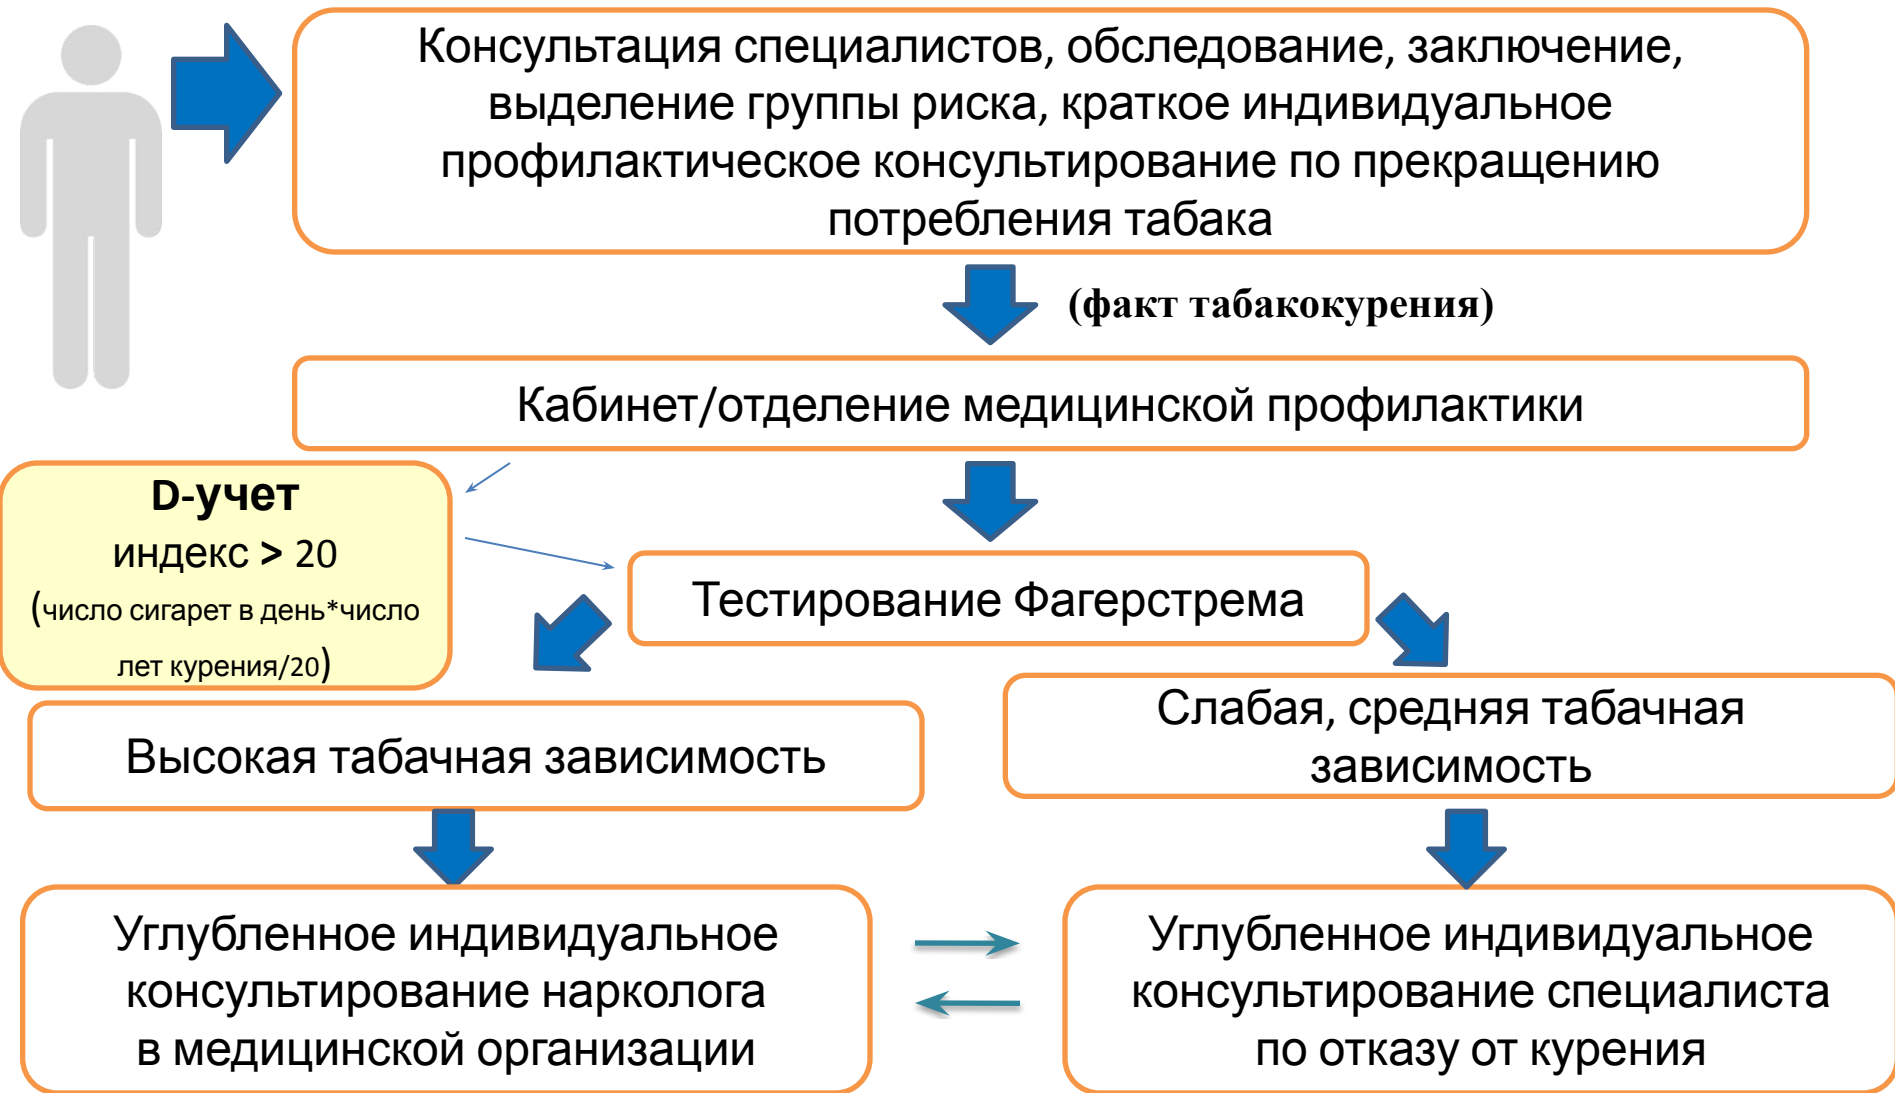 Консультация специалистов, обследование, заключение,
выделение группы риска, краткое индивидуальное
профилактическое консультирование по прекращению
потребления табака
(факт табакокурения)
Кабинет/отделение медицинской профилактики
D-учет
индекс > 20
(число сигарет в день*число
лет курения/20)
Тестирование Фагерстрема
Высокая табачная зависимость
Слабая, средняя табачная
зависимость
Углубленное индивидуальное
консультирование нарколога
в медицинской организации
Углубленное индивидуальное
консультирование специалиста
по отказу от курения